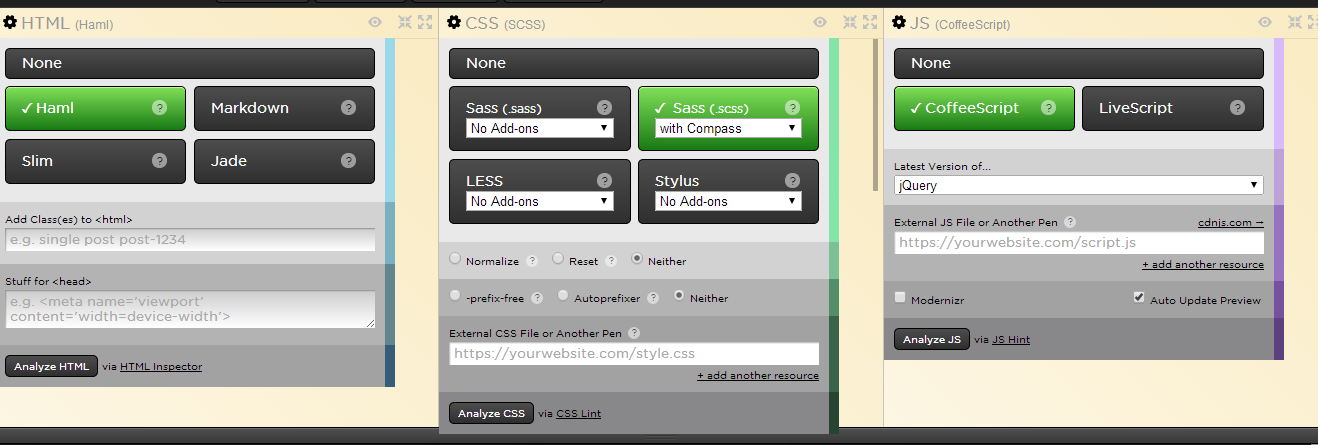 HTML (Haml)
None
✓ Haml ?
Markdown ?
Slim ?
Jade ?
Add Class(es) to <html>
e.g. single post post-1234
Stuff for <head>
e.g. <meta name='viewport'
content='width=device-width'>
Analyze HTML via HTML Inspector
CSS (SCSS)
None
Sass (.sass) ?
No Add-ons
✓ Sass (.scss) ?
with Compass
LESS ?
No Add-ons
Stylus ?
No Add-ons
Normalize ? Reset ? Neither
-prefix-free ? Autoprefixer ? Neither
External CSS File or Another Pen ?
https://yourwebsite.com/style.css
+ add another resource
Analyze CSS via CSS Lint
JS (CoffeeScript)
None
✓ CoffeeScript ?
LiveScript ?
Latest Version of...
jQuery
External JS File or Another Pen ? cdnjs.com →
https://yourwebsite.com/script.js
+ add another resource
Modernizr Auto Update Preview
Analyze JS via JS Hint